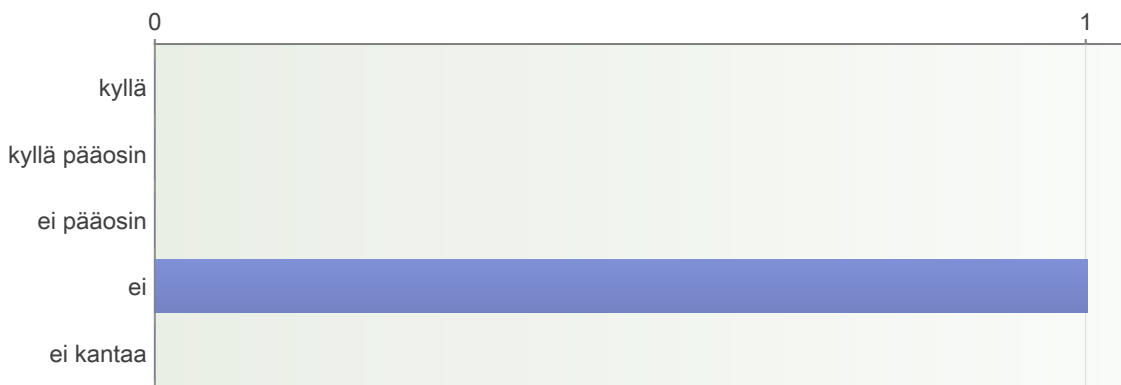 0 1
kyllä
kyllä pääosin
ei pääosin
ei
ei kantaa